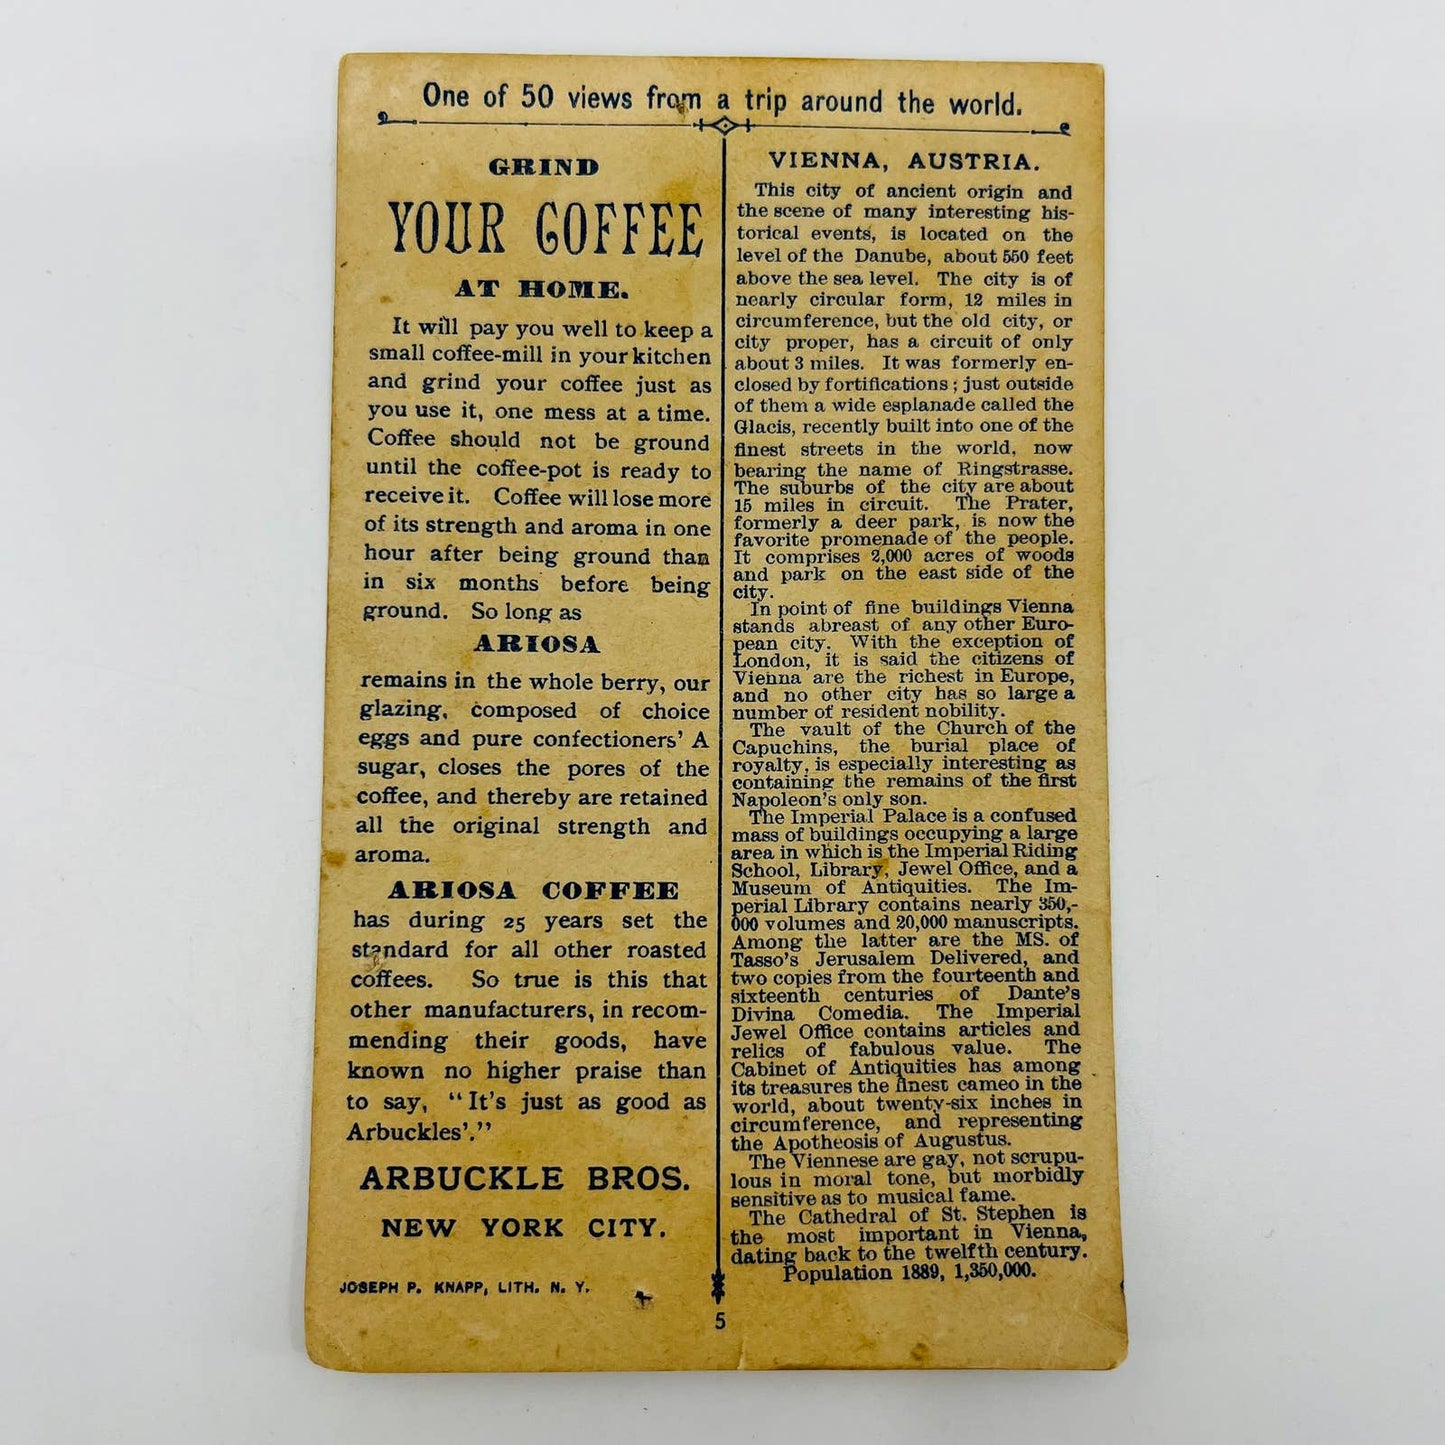 One of 50 views from a trip around the world.
GRIND
YOUR COFFEE
AT HOME.
It will pay you well to keep a
small coffee-mill in your kitchen
and grind your coffee just as
you use it, one mess at a time.
Coffee should not be ground
until the coffee-pot is ready to
receive it. Coffee will lose more
of its strength and aroma in one
hour after being ground than
in six months before being
ground. So long as
ARIOSA
remains in the whole berry, our
glazing, composed of choice
eggs and pure confectioners' A
sugar, closes the pores of the
coffee, and thereby are retained
all the original strength and
aroma.
ARIOSA COFFEE
has during 25 years set the
standard for all other roasted
coffees. So true is this that
other manufacturers, in recom-
mending their goods, have
known no higher praise than
to say, "It's just as good as
Arbuckles'."
ARBUCKLE BROS.
NEW YORK CITY.
JOSEPH P. KNAPP, LITH. N. Y.
VIENNA, AUSTRIA.
This city of ancient origin and
the scene of many interesting his-
torical events, is located on the
level of the Danube, about 550 feet
above the sea level. The city is of
nearly circular form, 12 miles in
circumference, but the old city, or
city proper, has a circuit of only
about 3 miles. It was formerly en-
closed by fortifications; just outside
of them a wide esplanade called the
Glacis, recently built into one of the
finest streets in the world, now
bearing the name of Ringstrasse.
The suburbs of the city are about
15 miles in circuit. The Prater,
formerly a deer park, is now the
favorite promenade of the people.
It comprises 2,000 acres of woods
and park on the east side of the
city.
In point of fine buildings Vienna
stands abreast of any other Euro-
pean city. With the exception of
London, it is said the citizens of
Vienna are the richest in Europe,
and no other city has so large a
number of resident nobility.
The vault of the Church of the
Capuchins, the burial place of
royalty, is especially interesting as
containing the remains of the first
Napoleon's only son.
The Imperial Palace is a confused
mass of buildings occupying a large
area in which is the Imperial Riding
School, Library, Jewel Office, and a
Museum of Antiquities. The Im-
perial Library contains nearly 350,-
000 volumes and 20,000 manuscripts.
Among the latter are the MS. of
Tasso's Jerusalem Delivered, and
two copies from the fourteenth and
sixteenth centuries of Dante's
Divina Comedia. The Imperial
Jewel Office contains articles and
relics of fabulous value. The
Cabinet of Antiquities has among
its treasures the finest cameo in the
world, about twenty-six inches in
circumference, and representing
the Apotheosis of Augustus.
The Viennese are gay, not scrupu-
lous in moral tone, but morbidly
sensitive as to musical fame.
The Cathedral of St. Stephen is
the most important in Vienna,
dating back to the twelfth century.
Population 1889, 1,350,000.
5